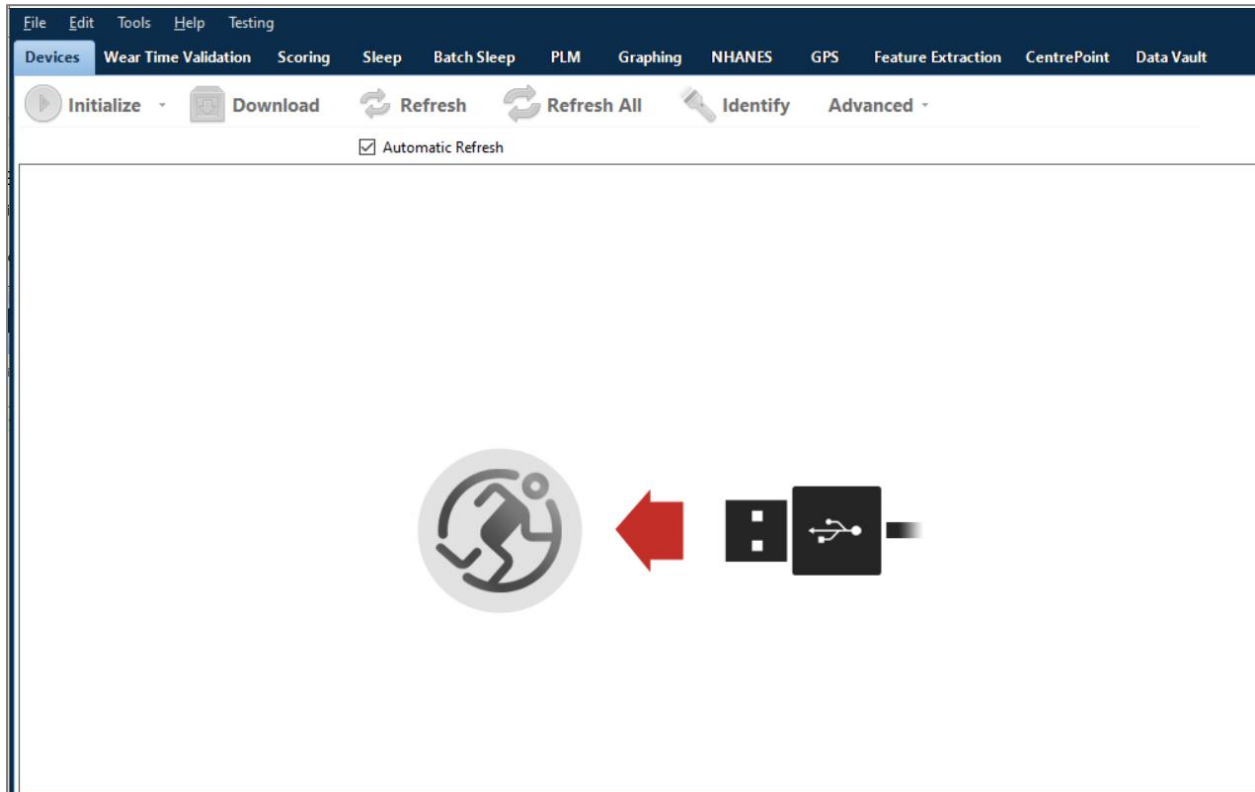 File Edit Tools Help Testing
Devices Wear Time Validation Scoring Sleep Batch Sleep PLM Graphing NHANES GPS Feature Extraction CentrePoint Data Vault
Initialize Download Refresh Refresh All Identify Advanced
Automatic Refresh